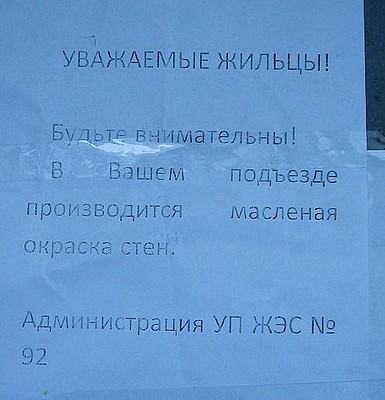 УВАЖАЕМЫЕ ЖИЛЬЦЫ!
Будьте внимательны!
В Вашем подъезде
производится масленая
окраска стен.
Администрация УП ЖЭС №
92